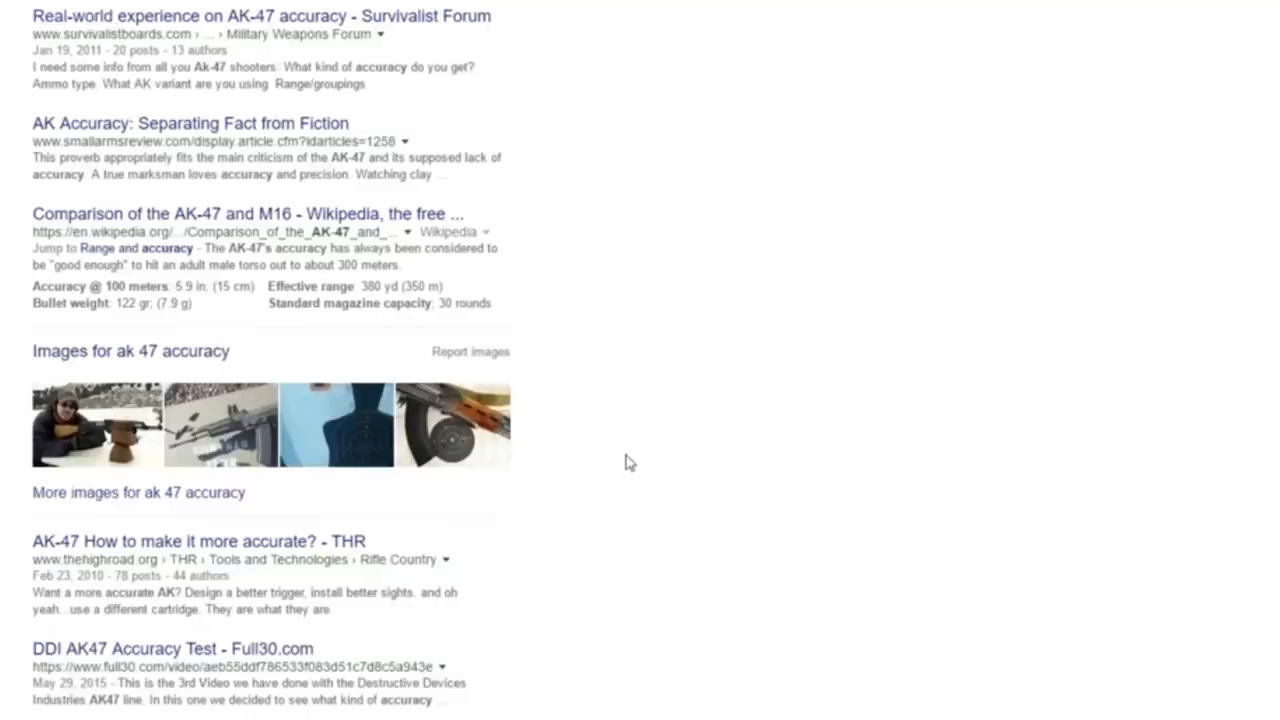 Real-world experience on AK-47 accuracy - Survivalist Forum
www.survivalistboards.com › ... › Military Weapons Forum
Jan 19, 2011 - 20 posts - 13 authors
I need some info from all you Ak-47 shooters. What kind of accuracy do you get?
Ammo type. What AK variant are you using. Range/groupings
AK Accuracy: Separating Fact from Fiction
www.smallarmsreview.com/display.article.cfm?idarticles=1258
This proverb appropriately fits the main criticism of the AK-47 and its supposed lack of
accuracy. A true marksman loves accuracy and precision. Watching clay ...
Comparison of the AK-47 and M16 - Wikipedia, the free ...
https://en.wikipedia.org/.../Comparison_of_the_AK-47_and_... Wikipedia
Jump to Range and accuracy - The AK-47's accuracy has always been considered to
be "good enough" to hit an adult male torso out to about 300 meters.
Accuracy @ 100 meters: 5.9 in; (15 cm) Effective range: 380 yd (350 m)
Bullet weight: 122 gr; (7.9 g) Standard magazine capacity: 30 rounds
Images for ak 47 accuracy Report images
More images for ak 47 accuracy
AK-47 How to make it more accurate? - THR
www.thehighroad.org › THR › Tools and Technologies › Rifle Country
Feb 23, 2010 - 78 posts - 44 authors
Want a more accurate AK? Design a better trigger, install better sights, and oh
yeah...use a different cartridge. They are what they are.
DDI AK47 Accuracy Test - Full30.com
https://www.full30.com/video/aeb55ddf786533f083d51c7d8c5a943e
May 29, 2015 - This is the 3rd Video we have done with the Destructive Devices
Industries AK47 line. In this one we decided to see what kind of accuracy ...